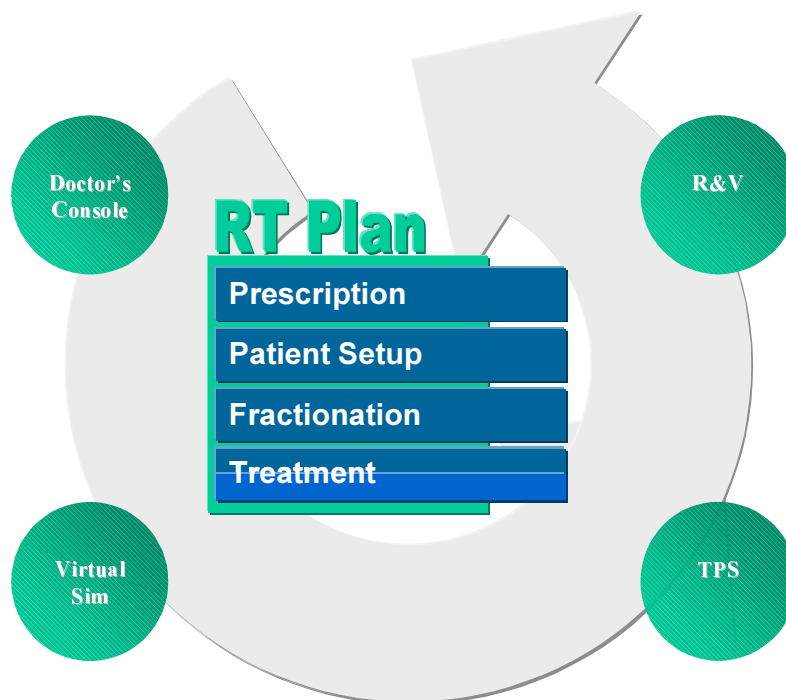 Doctor's
Console
R&V
RT Plan
Prescription
Patient Setup
Fractionation
Treatment
Virtual
Sim
TPS